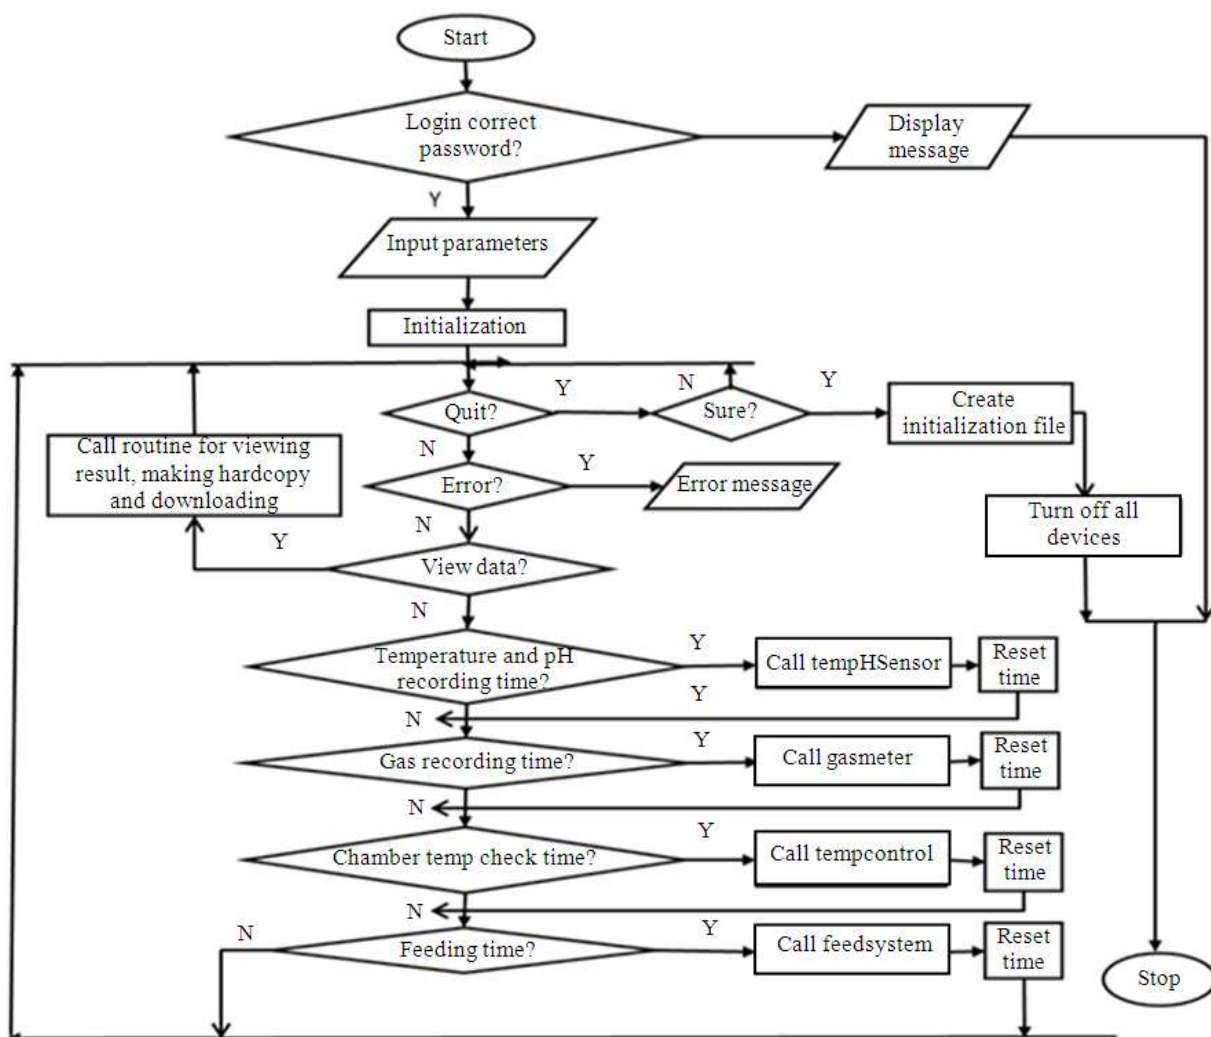 Start
Login correct
password?
Display
message
Y
Input parameters
Initialization
Quit?
Y
N
Sure?
Y
Create
initialization file
Call routine for viewing
result, making hardcopy
and downloading
N
Error?
Y
Error message
Turn off all
devices
N
Y
View data?
N
Temperature and pH
recording time?
Y
Call tempHSensor
Reset
time
Y
N
Gas recording time?
Y
Call gasmeter
Reset
time
N
Chamber temp check time?
Y
Call tempcontrol
Reset
time
N
N
Feeding time?
Y
Call feedsystem
Reset
time
Stop